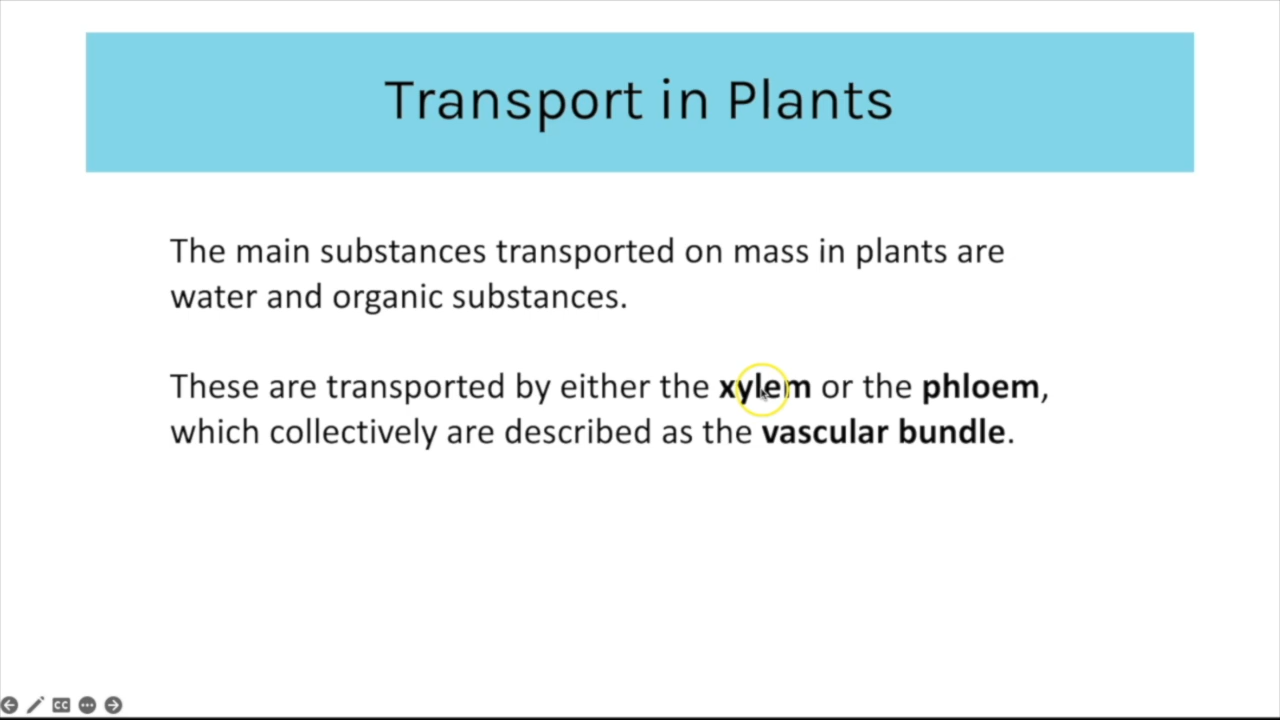 Transport in Plants
The main substances transported on mass in plants are
water and organic substances.
These are transported by either the xylem or the phloem,
which collectively are described as the vascular bundle.
CC